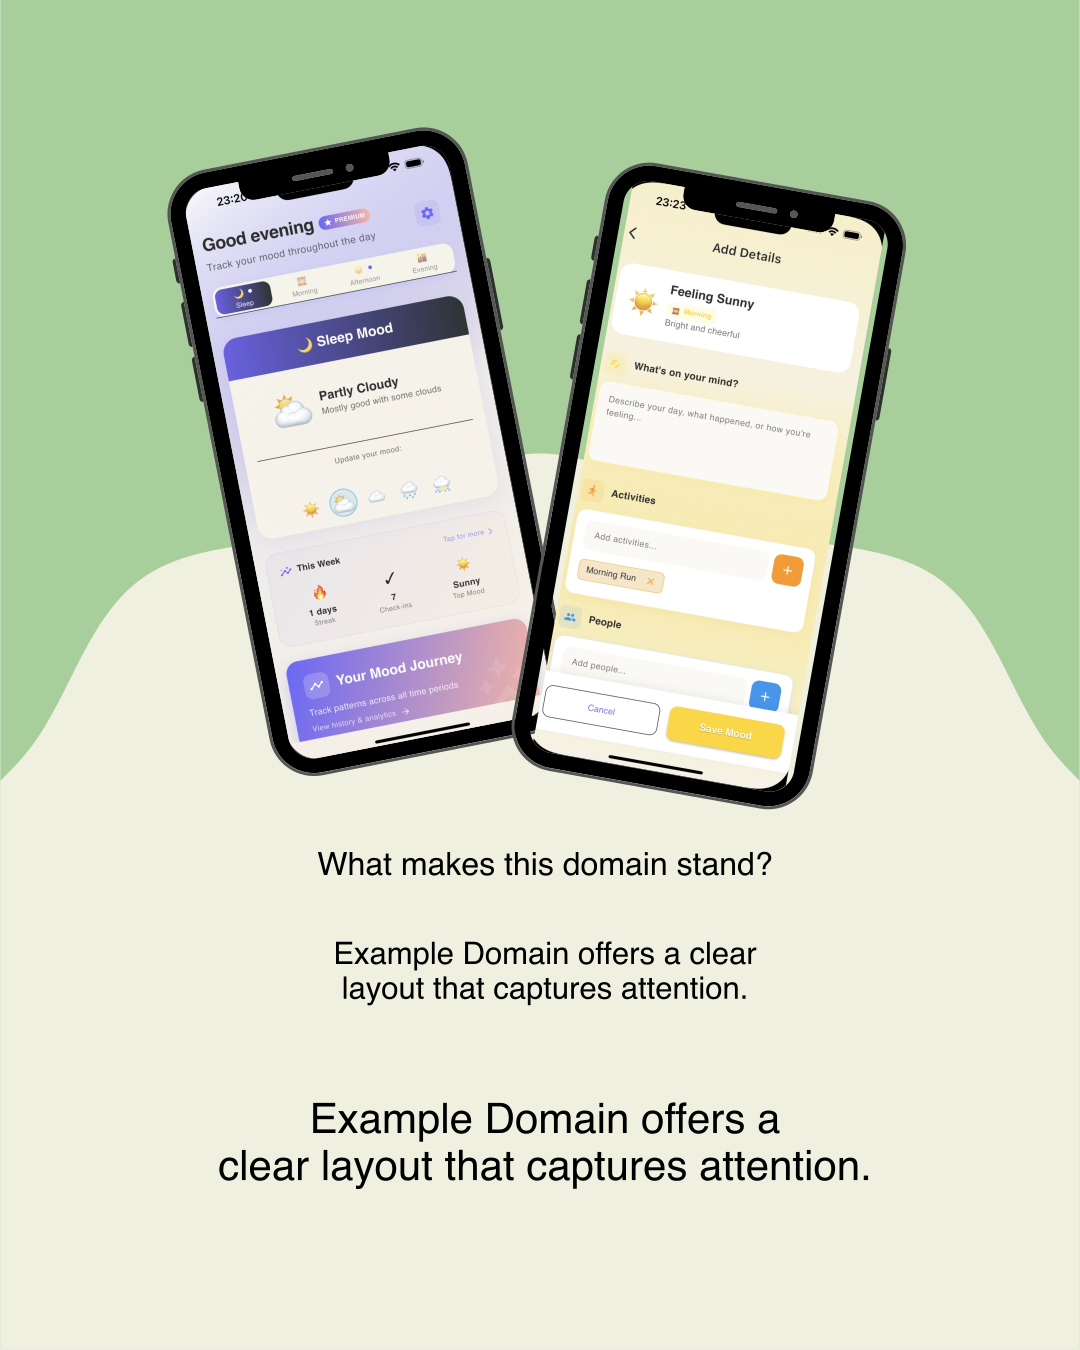 23:20
Good evening
PREMIUM
Track your mood throughout the day
Sleep
Morning
Afternoon
Evening
Sleep Mood
Partly Cloudy
Mostly good with some clouds
Update your mood:
This Week
Tap for more
1 days
Streak
7
Check-ins
Sunny
Top Mood
Your Mood Journey
Track patterns across all time periods
View history & analytics
23:23
Add Details
Feeling Sunny
Morning
Bright and cheerful
What's on your mind?
Describe your day, what happened, or how you're
feeling...
Activities
Add activities...
Morning Run
People
Add people...
Cancel
Save Mood
What makes this domain stand?
Example Domain offers a clear
layout that captures attention.
Example Domain offers a
clear layout that captures attention.